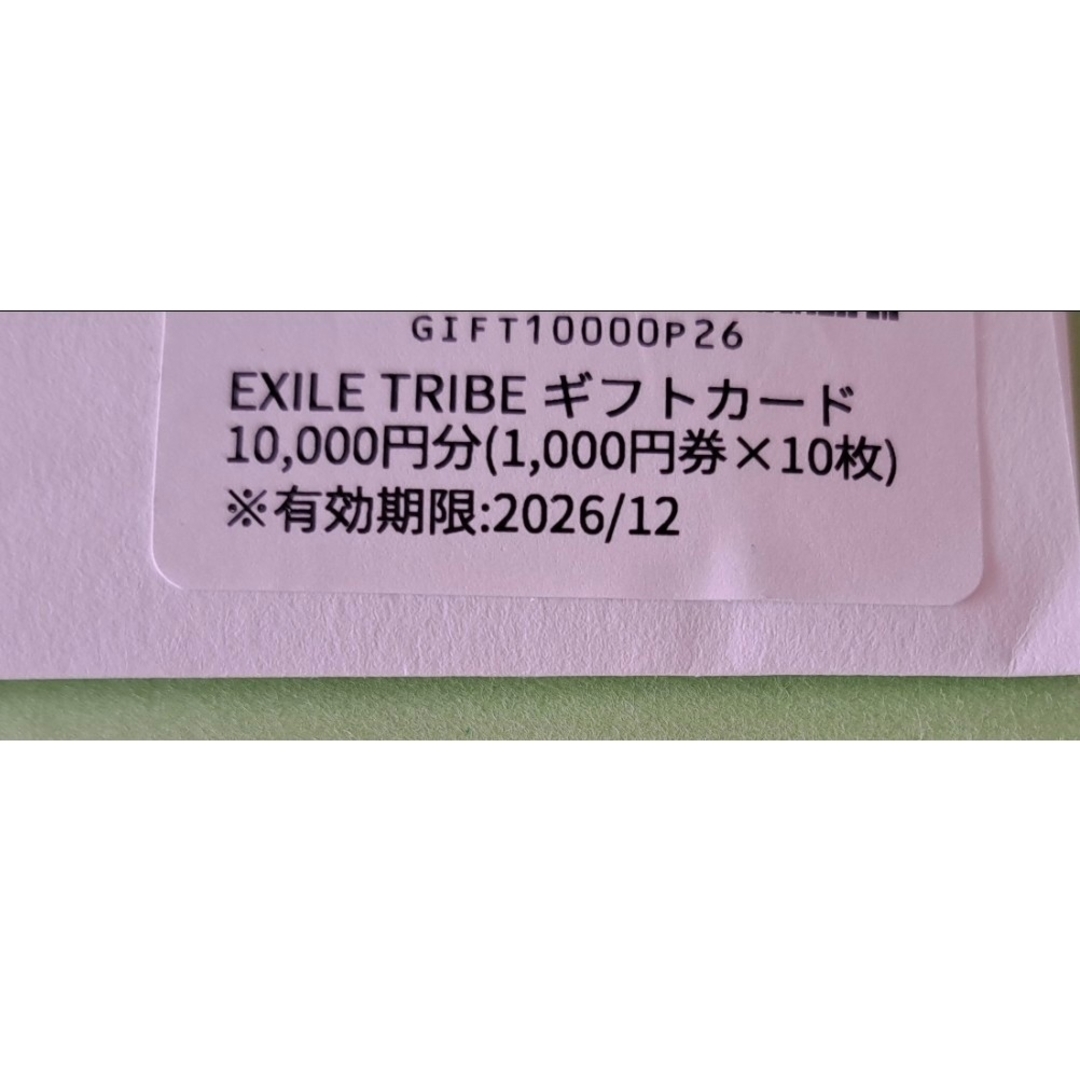 GIFT10000P26
EXILE TRIBE ギフトカード
10,000円分(1,000円券×10枚)
※有効期限:2026/12